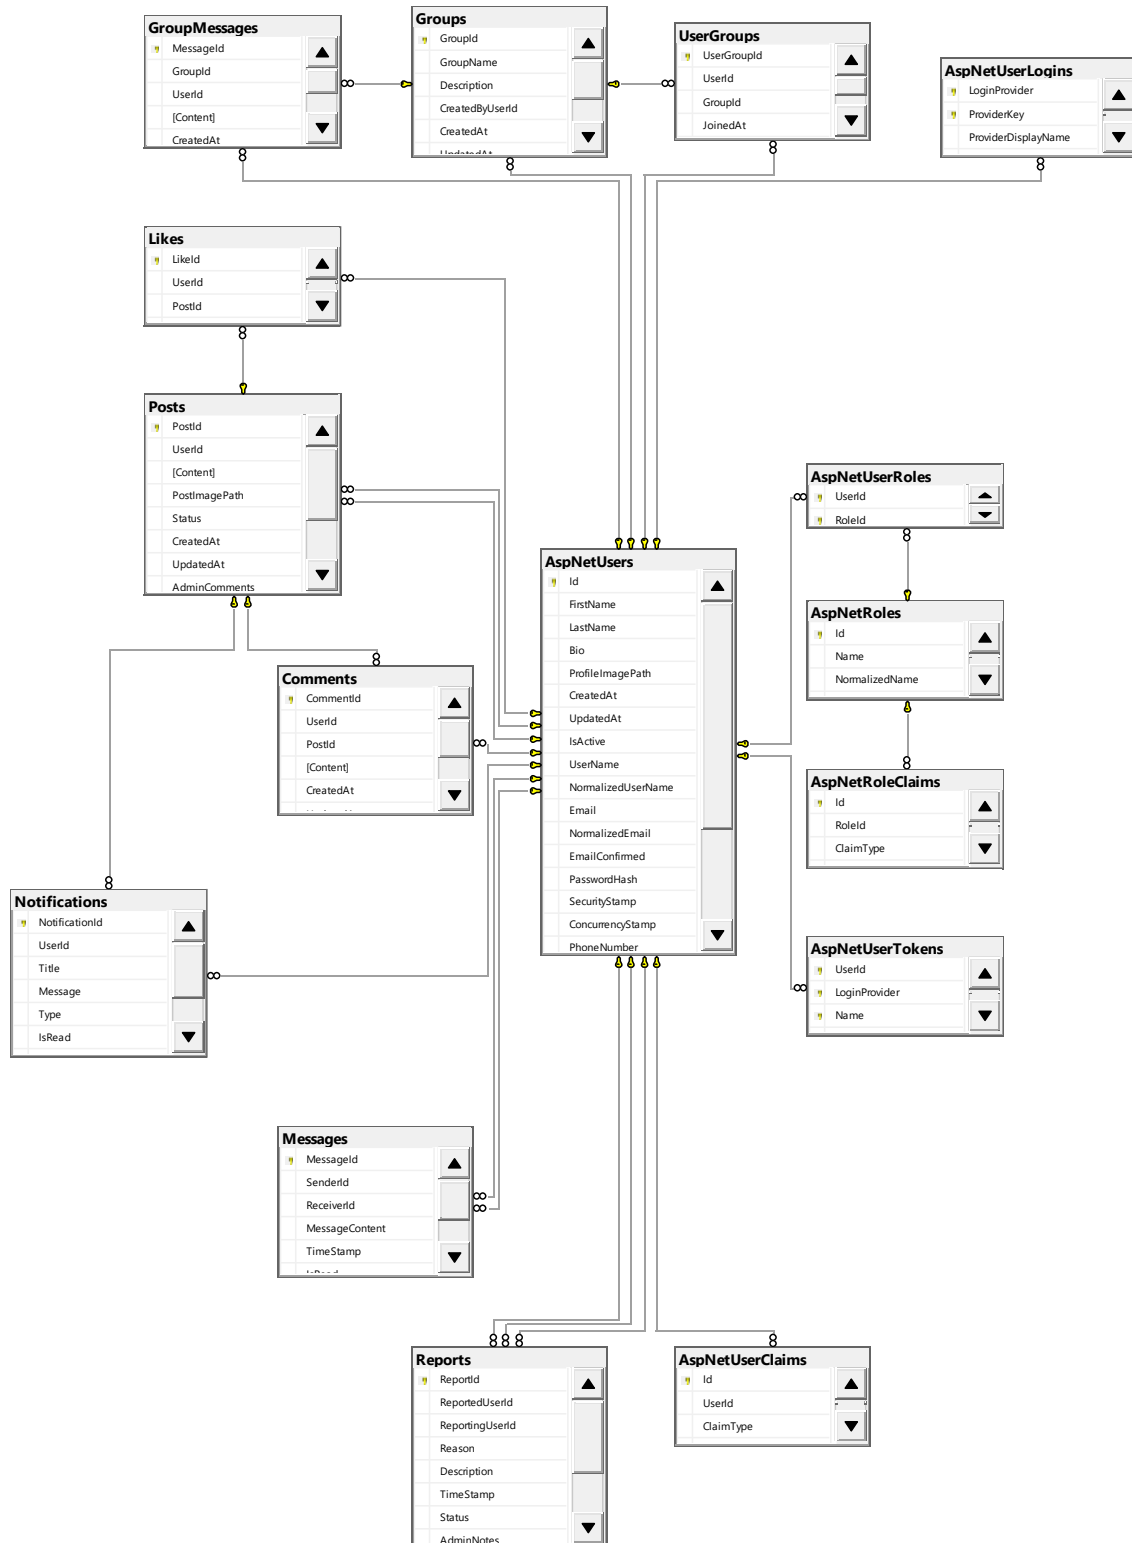 GroupMessages
MessageId
GroupId
UserId
[Content]
CreatedAt
Groups
GroupId
GroupName
Description
CreatedByUserId
CreatedAt
UpdatedAt
UserGroups
UserGroupId
UserId
GroupId
JoinedAt
AspNetUserLogins
LoginProvider
ProviderKey
ProviderDisplayName
Likes
LikeId
UserId
PostId
Posts
PostId
UserId
[Content]
PostImagePath
Status
CreatedAt
UpdatedAt
AdminComments
AspNetUserRoles
UserId
RoleId
AspNetUsers
Id
FirstName
LastName
Bio
ProfileImagePath
CreatedAt
UpdatedAt
IsActive
UserName
NormalizedUserName
Email
NormalizedEmail
EmailConfirmed
PasswordHash
SecurityStamp
ConcurrencyStamp
PhoneNumber
AspNetRoles
Id
Name
NormalizedName
Comments
CommentId
UserId
PostId
[Content]
CreatedAt
AspNetRoleClaims
Id
RoleId
ClaimType
Notifications
NotificationId
UserId
Title
Message
Type
IsRead
AspNetUserTokens
UserId
LoginProvider
Name
Messages
MessageId
SenderId
ReceiverId
MessageContent
TimeStamp
IsRead
Reports
ReportId
ReportedUserId
ReportingUserId
Reason
Description
TimeStamp
Status
AdminNotes
AspNetUserClaims
Id
UserId
ClaimType